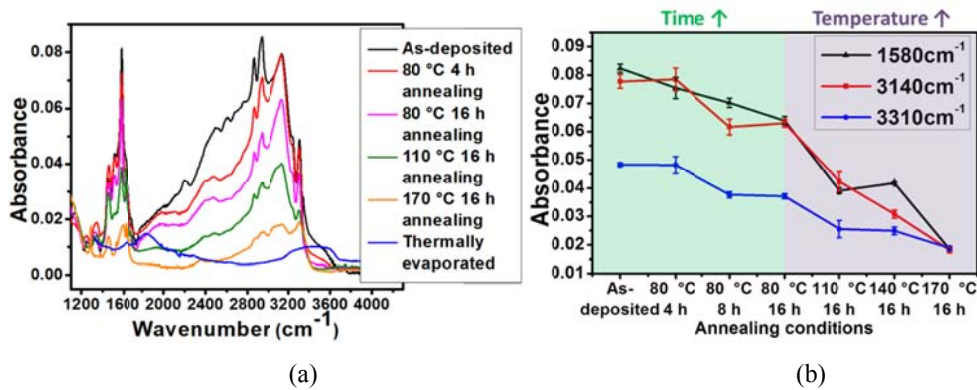 0.08
0.06
0.04
0.02
0.00
Absorbance
1200 1600 2000 2400 2800 3200 3600 4000
Wavenumber (cm-1)
As-deposited
80 °C 4 h
annealing
80 °C 16 h
annealing
110 °C 16 h
annealing
170 °C 16 h
annealing
Thermally
evaporated
(a)
(b)
Time ↑ Temperature ↑
0.09
0.08
0.07
0.06
0.05
0.04
0.03
0.02
0.01
Absorbance
1580cm-1
3140cm-1
3310cm-1
As- 80 °C 80 °C 80 °C 110 °C 140 °C 170 °C
deposited 4 h 8 h 16 h 16 h 16 h 16 h
Annealing conditions